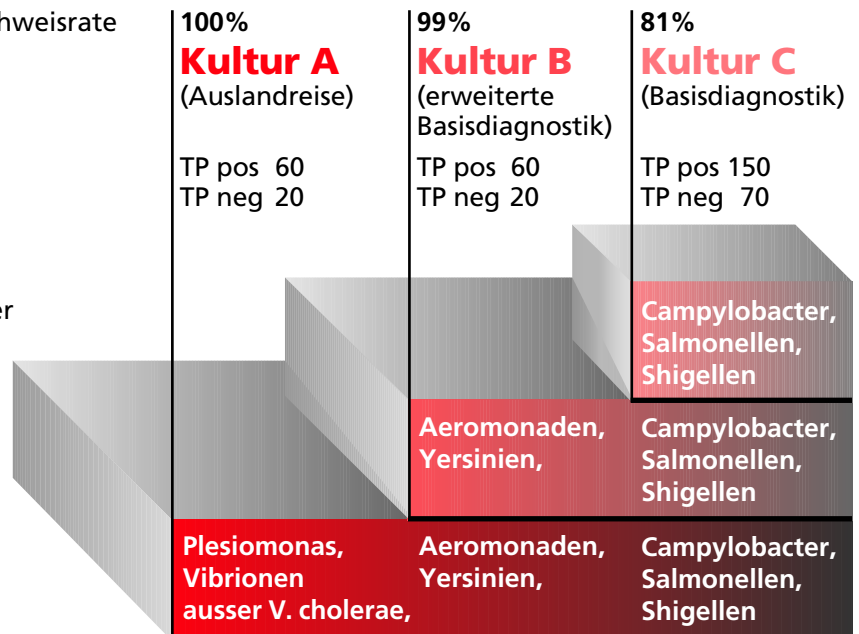 hweisrate
100%
Kultur A
(Auslandreise)
TP pos 60
TP neg 20
99%
Kultur B
(erweiterte
Basisdiagnostik)
TP pos 60
TP neg 20
81%
Kultur C
(Basisdiagnostik)
TP pos 150
TP neg 70
er
Campylobacter,
Salmonellen,
Shigellen
Aeromonaden,
Yersinien,
Campylobacter,
Salmonellen,
Shigellen
Plesiomonas,
Vibrionen
ausser V. cholerae,
Aeromonaden,
Yersinien,
Campylobacter,
Salmonellen,
Shigellen